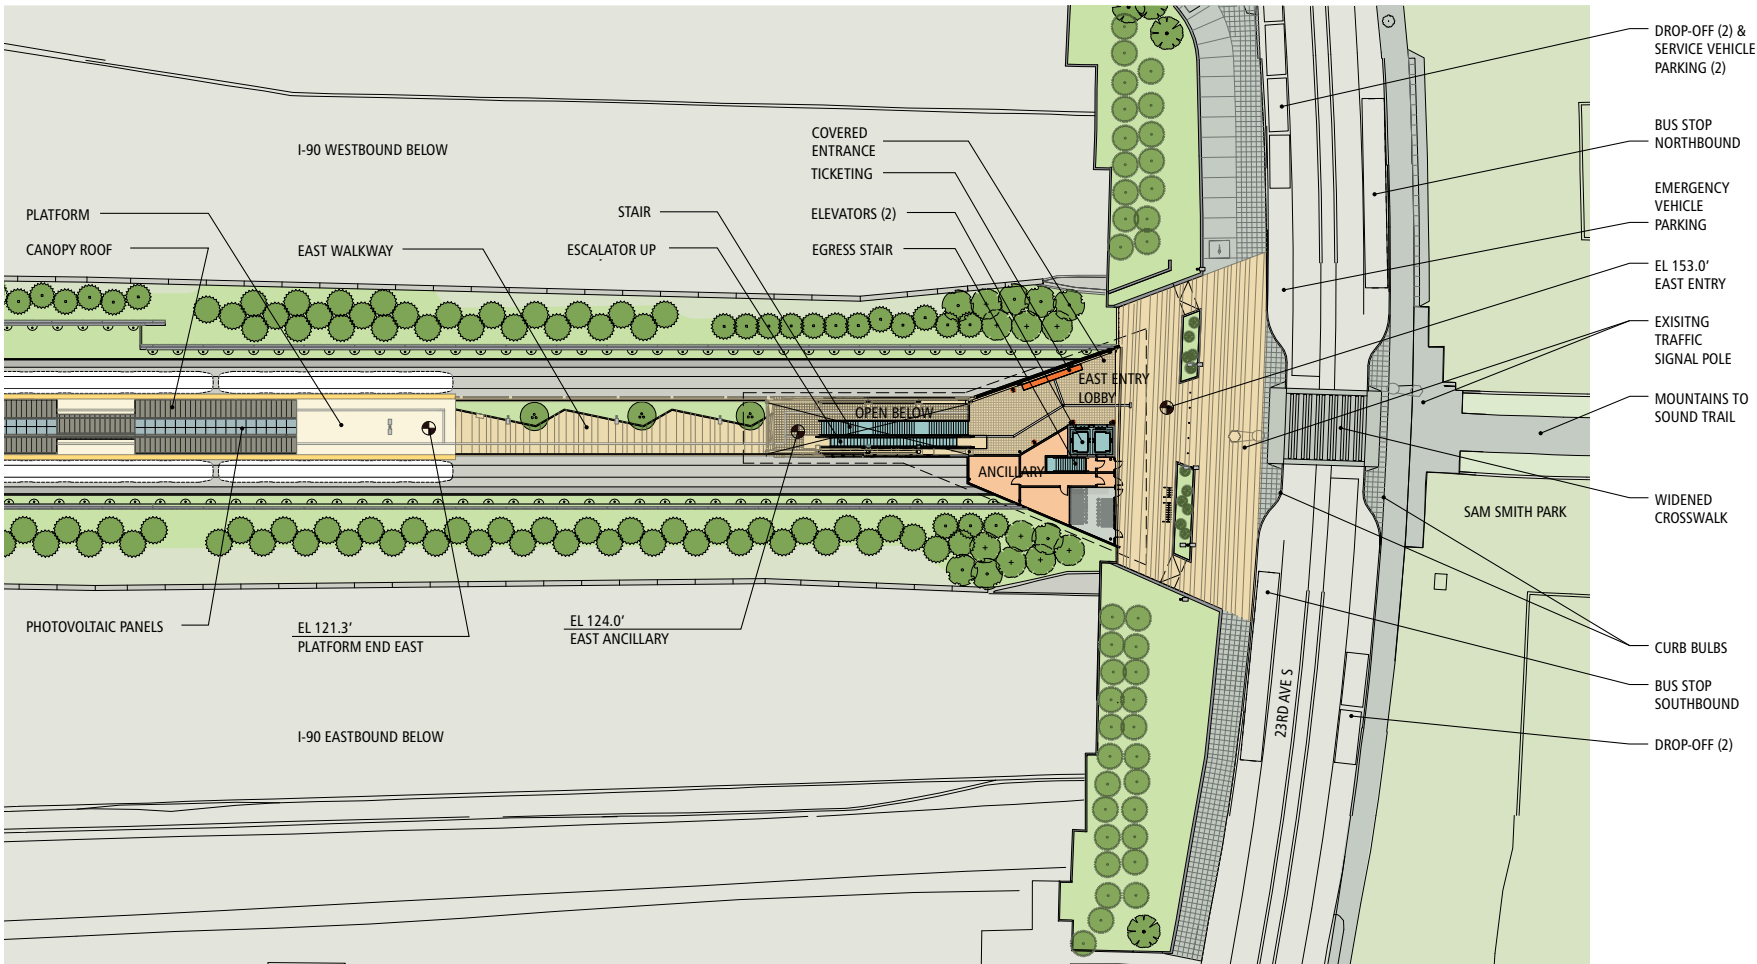 I-90 WESTBOUND BELOW
PLATFORM
CANOPY ROOF
EAST WALKWAY
STAIR
ESCALATOR UP
COVERED
ENTRANCE
TICKETING
ELEVATORS (2)
EGRESS STAIR
OPEN BELOW
EAST ENTRY
LOBBY
ANCILLARY
PHOTOVOLTAIC PANELS
EL 121.3'
PLATFORM END EAST
EL 124.0'
EAST ANCILLARY
I-90 EASTBOUND BELOW
23RD AVE S
SAM SMITH PARK
DROP-OFF (2) &
SERVICE VEHICLE
PARKING (2)
BUS STOP
NORTHBOUND
EMERGENCY
VEHICLE
PARKING
EL 153.0'
EAST ENTRY
EXISITNG
TRAFFIC
SIGNAL POLE
MOUNTAINS TO
SOUND TRAIL
WIDENED
CROSSWALK
CURB BULBS
BUS STOP
SOUTHBOUND
DROP-OFF (2)